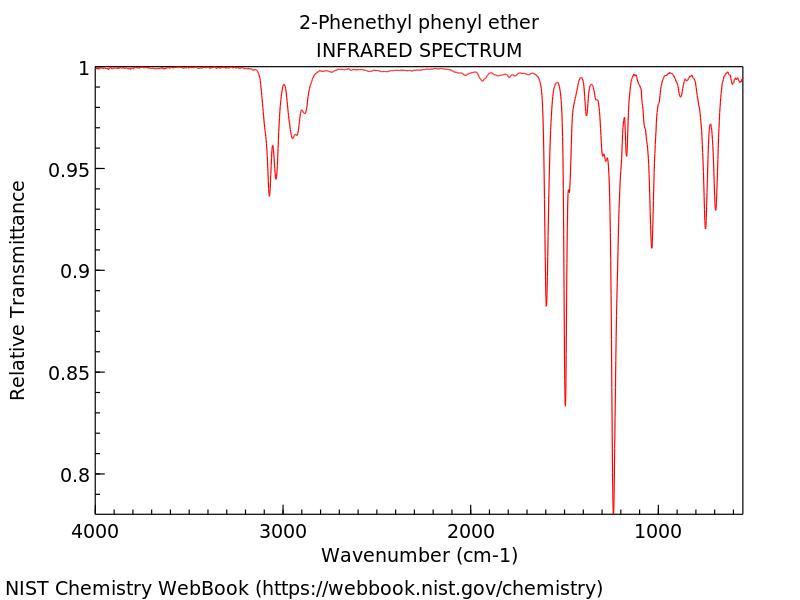 2-Phenethyl phenyl ether
INFRARED SPECTRUM
1
0.95
0.9
0.85
0.8
Relative Transmittance
4000 3000 2000 1000
Wavenumber (cm-1)
NIST Chemistry WebBook (https://webbook.nist.gov/chemistry)